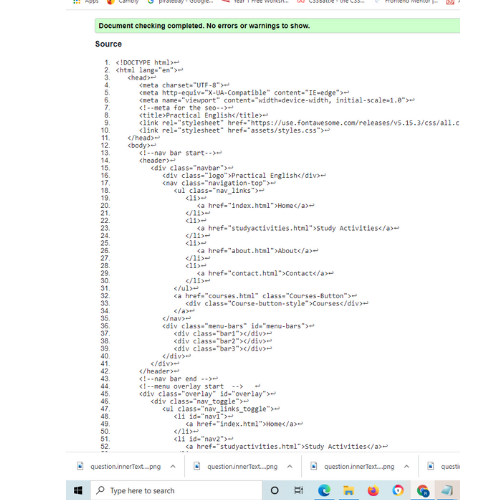 Apps
Cambly
piratebay - Google...
Year 1 Free Worksh...
CSSBattle - the CSS...
Frontend Mentor |...
Document checking completed. No errors or warnings to show.
Source
1. <!DOCTYPE html>↩
2. <html lang="en">↩
3. <head>↩
4. <meta charset="UTF-8">↩
5. <meta http-equiv="X-UA-Compatible" content="IE=edge">↩
6. <meta name="viewport" content="width=device-width, initial-scale=1.0">↩
7. <!--meta for the seo-->↩
8. <title>Practical English</title>↩
9. <link rel="stylesheet" href="https://use.fontawesome.com/releases/v5.15.3/css/all.c
10. <link rel="stylesheet" href="assets/styles.css">↩
11. </head>↩
12. <body>↩
13. <!--nav bar start-->↩
14. <header>↩
15. <div class="navbar">↩
16. <div class="logo">Practical English</div>↩
17. <nav class="navigation-top">↩
18. <ul class="nav_links">↩
19. <li>↩
20. <a href="index.html">Home</a>↩
21. </li>↩
22. <li>↩
23. <a href="studyactivities.html">Study Activities</a>↩
24. </li>↩
25. <li>↩
26. <a href="about.html">About</a>↩
27. </li>↩
28. <li>↩
29. <a href="contact.html">Contact</a>↩
30. </li>↩
31. </ul>↩
32. <a href="courses.html" class="Courses-Button">↩
33. <div class="Course-button-style">Courses</div>↩
34. </a>↩
35. </nav>↩
36. <div class="menu-bars" id="menu-bars">↩
37. <div class="bar1"></div>↩
38. <div class="bar2"></div>↩
39. <div class="bar3"></div>↩
40. </div>↩
41. </div>↩
42. </header>↩
43. <!--nav bar end -->↩
44. <!--menu overlay start --> ↩
45. <div class="overlay" id="overlay">↩
46. <div class="nav_toggle">↩
47. <ul class="nav_links_toggle">↩
48. <li id="nav1">↩
49. <a href="index.html">Home</a>↩
50. </li>↩
51. <li id="nav2">↩
52. <a href="studyactivities.html">Study Activities</a>↩
question.innerText....png
question.innerText....png
question.innerText....png
questi
Type here to search